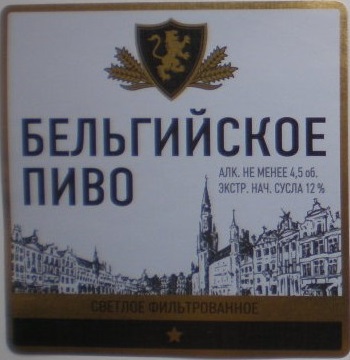 БЕЛЬГИЙСКОЕ
ПИВО
АЛК. НЕ МЕНЕЕ 4,5 об.
ЭКСТР. НАЧ. СУСЛА 12 %
СВЕТЛОЕ ФИЛЬТРОВАННОЕ